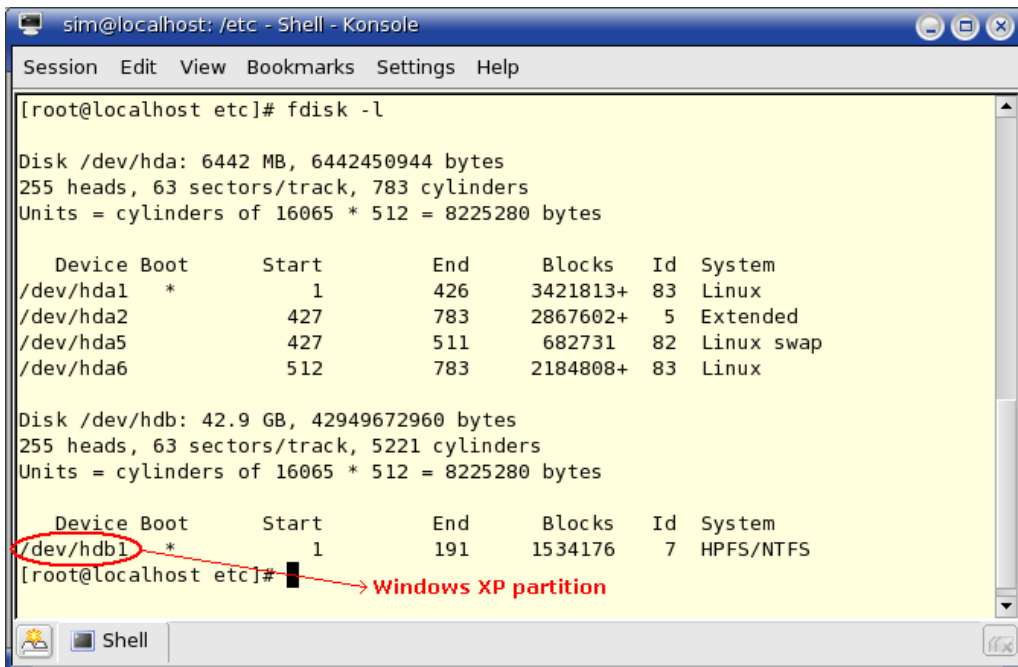 sim@localhost: /etc - Shell - Konsole
Session Edit View Bookmarks Settings Help
[root@localhost etc]# fdisk -l
Disk /dev/hda: 6442 MB, 6442450944 bytes
255 heads, 63 sectors/track, 783 cylinders
Units = cylinders of 16065 * 512 = 8225280 bytes
Device Boot Start End Blocks Id System
/dev/hda1 * 1 426 3421813+ 83 Linux
/dev/hda2 427 783 2867602+ 5 Extended
/dev/hda5 427 511 682731 82 Linux swap
/dev/hda6 512 783 2184808+ 83 Linux
Disk /dev/hdb: 42.9 GB, 42949672960 bytes
255 heads, 63 sectors/track, 5221 cylinders
Units = cylinders of 16065 * 512 = 8225280 bytes
Device Boot Start End Blocks Id System
/dev/hdb1 * 1 191 1534176 7 HPFS/NTFS
[root@localhost etc]#
Windows XP partition
Shell